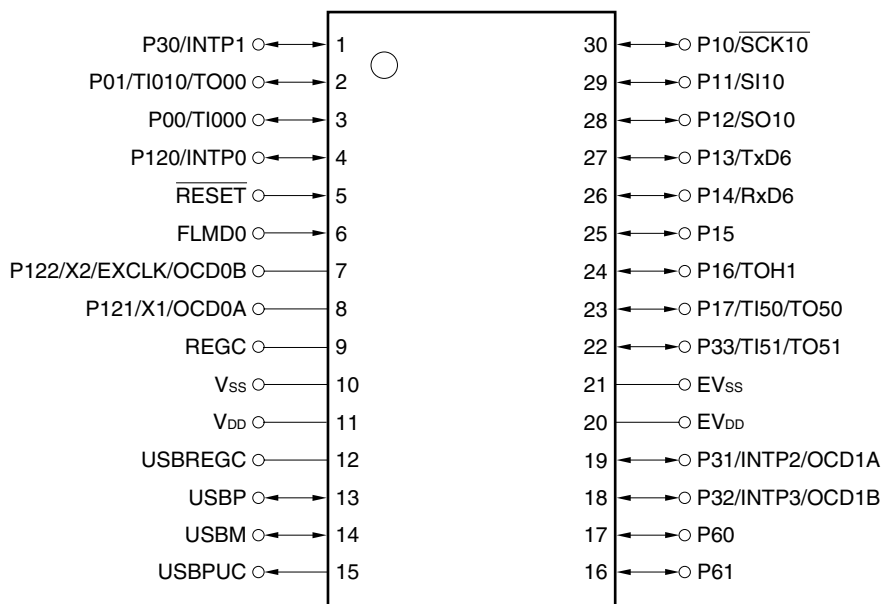 P30/INTP1 1 30 P10/SCK10
P01/TI010/TO00 2 29 P11/SI10
P00/TI000 3 28 P12/SO10
P120/INTP0 4 27 P13/TxD6
RESET 5 26 P14/RxD6
FLMD0 6 25 P15
P122/X2/EXCLK/OCD0B 7 24 P16/TOH1
P121/X1/OCD0A 8 23 P17/TI50/TO50
REGC 9 22 P33/TI51/TO51
VSS 10 21 EVSS
VDD 11 20 EVDD
USBREGC 12 19 P31/INTP2/OCD1A
USBP 13 18 P32/INTP3/OCD1B
USBM 14 17 P60
USBPUC 15 16 P61